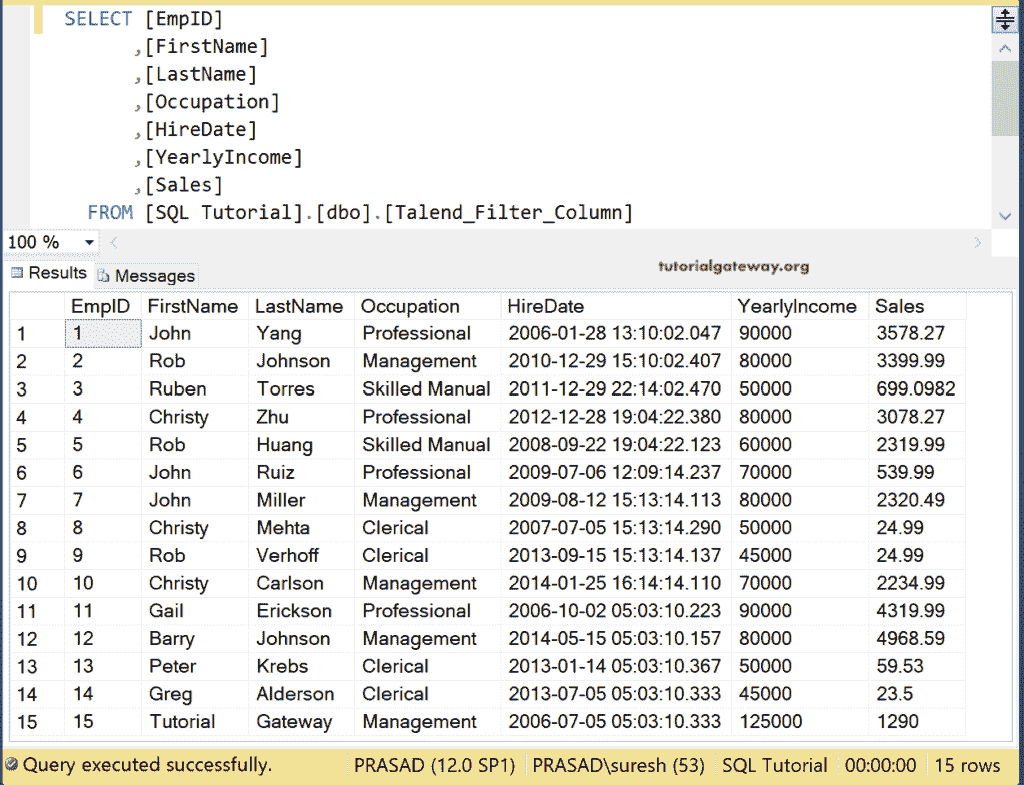 SELECT [EmpID]
,[FirstName]
,[LastName]
,[Occupation]
,[HireDate]
,[YearlyIncome]
,[Sales]
FROM [SQL Tutorial].[dbo].[Talend_Filter_Column]
100 %
Results Messages
tutorialgateway.org
EmpID FirstName LastName Occupation HireDate YearlyIncome Sales
1 1 John Yang Professional 2006-01-28 13:10:02.047 90000 3578.27
2 2 Rob Johnson Management 2010-12-29 15:10:02.407 80000 3399.99
3 3 Ruben Torres Skilled Manual 2011-12-29 22:14:02.470 50000 699.0982
4 4 Christy Zhu Professional 2012-12-28 19:04:22.380 80000 3078.27
5 5 Rob Huang Skilled Manual 2008-09-22 19:04:22.123 60000 2319.99
6 6 John Ruiz Professional 2009-07-06 12:09:14.237 70000 539.99
7 7 John Miller Management 2009-08-12 15:13:14.113 80000 2320.49
8 8 Christy Mehta Clerical 2007-07-05 15:13:14.290 50000 24.99
9 9 Rob Verhoff Clerical 2013-09-15 15:13:14.137 45000 24.99
10 10 Christy Carlson Management 2014-01-25 16:14:14.110 70000 2234.99
11 11 Gail Erickson Professional 2006-10-02 05:03:10.223 90000 4319.99
12 12 Barry Johnson Management 2014-05-15 05:03:10.157 80000 4968.59
13 13 Peter Krebs Clerical 2013-01-14 05:03:10.367 50000 59.53
14 14 Greg Alderson Clerical 2013-07-05 05:03:10.333 45000 23.5
15 15 Tutorial Gateway Management 2006-07-05 05:03:10.333 125000 1290
Query executed successfully. PRASAD (12.0 SP1) PRASAD\suresh (53) SQL Tutorial 00:00:00 15 rows